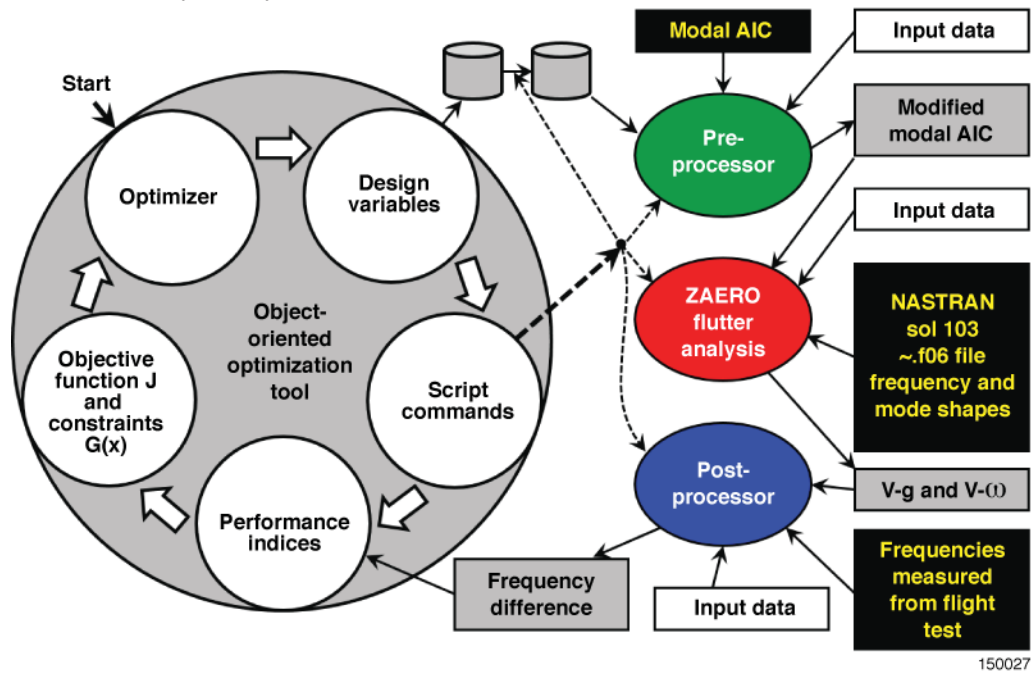 Start
Optimizer
Design
variables
Script
commands
Performance
indices
Objective
function J
and
constraints
G(x)
Object-
oriented
optimization
tool
Modal AIC
Input data
Pre-
processor
Modified
modal AIC
Input data
ZAERO
flutter
analysis
NASTRAN
sol 103
~.f06 file
frequency and
mode shapes
Post-
processor
V-g and V-ω
Frequency
difference
Input data
Frequencies
measured
from flight
test
150027